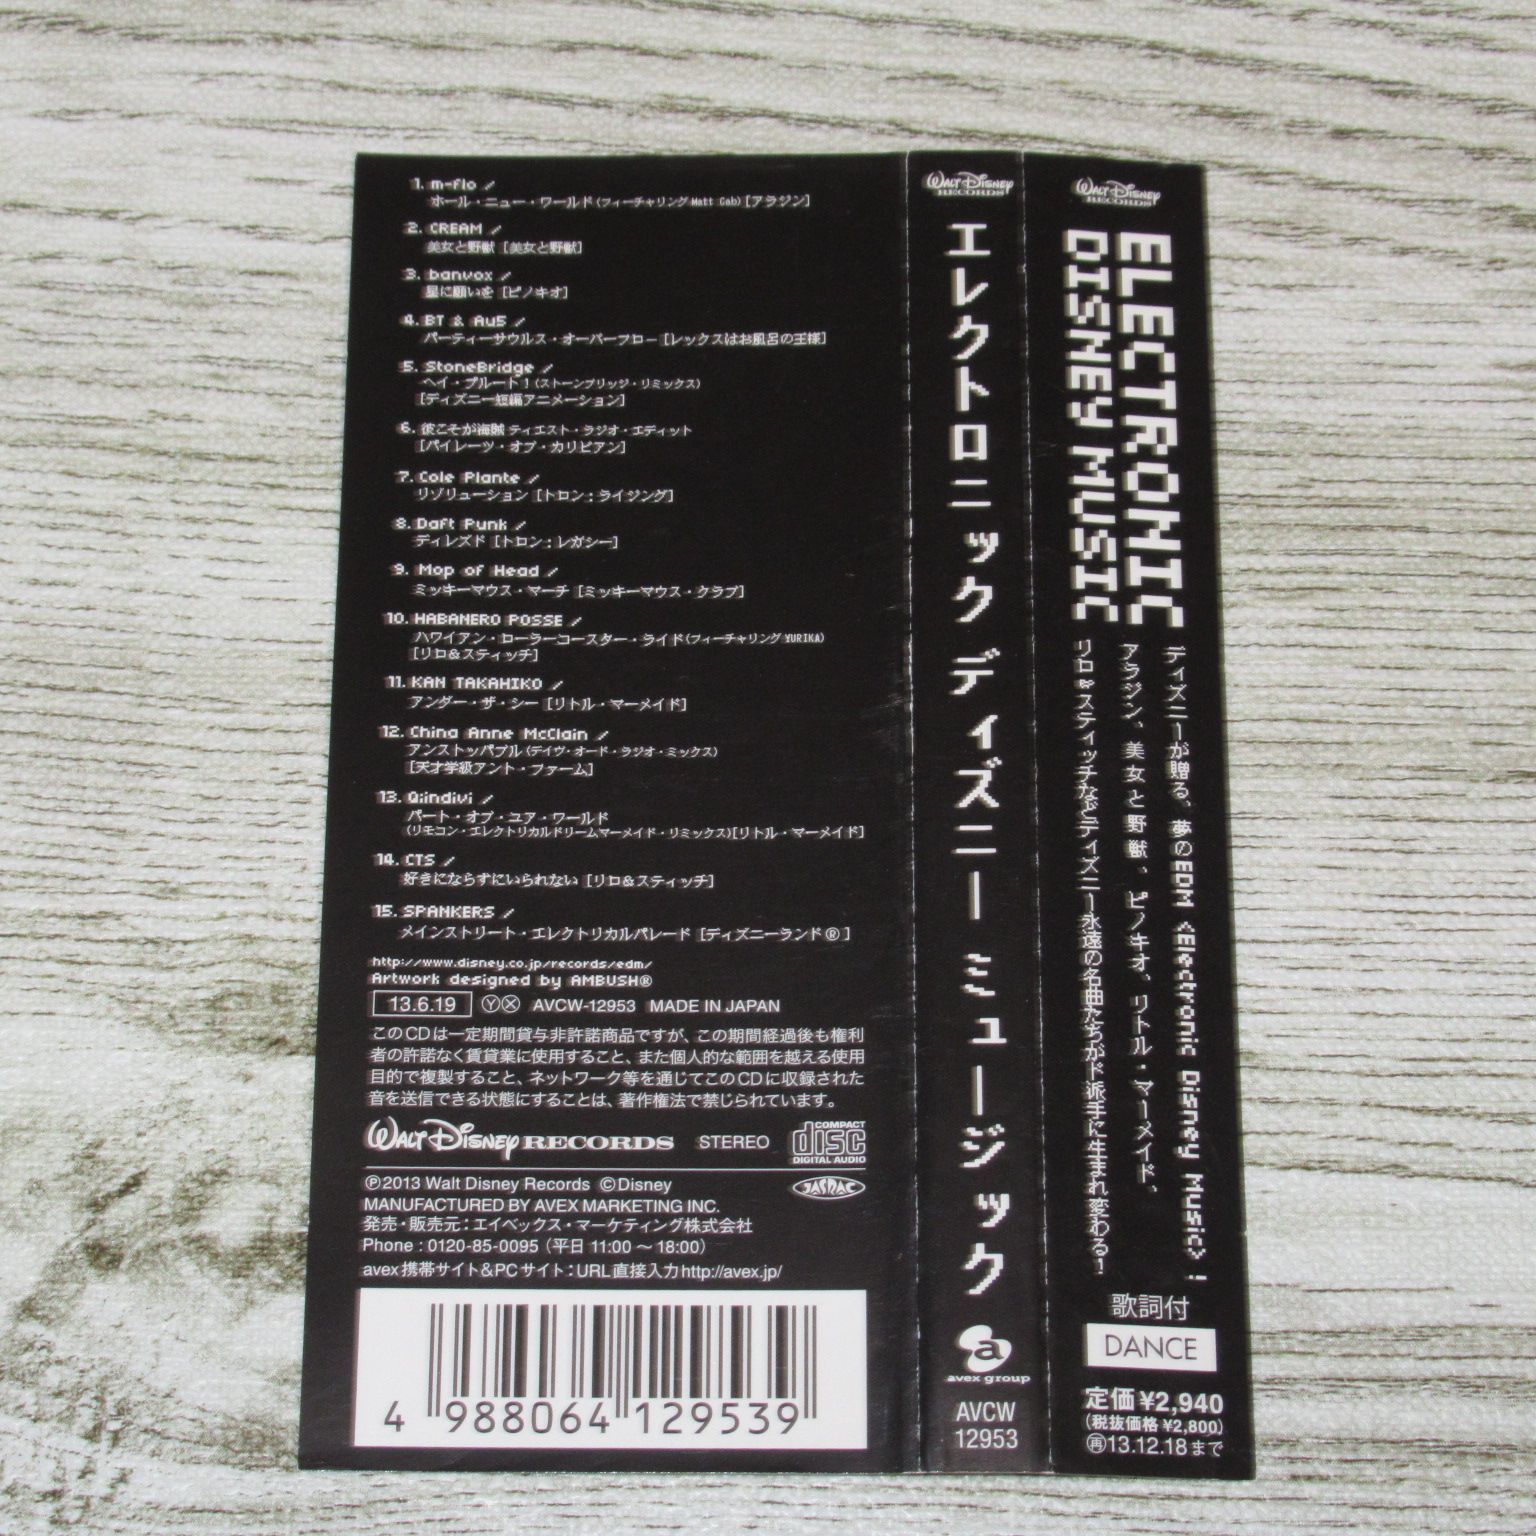 1. m-flo /
ホール・ニュー・ワールド(フィーチャリング Matt Cab)[アラジン]
2. CREAM /
美女と野獣 [美女と野獣]
3. banvox /
星に願いを [ピノキオ]
4. BT & Au5 /
パーティーサウルス・オーバーフロー [レックスはお風呂の王様]
5. StoneBridge /
ヘイ・プルート!(ストーンブリッジ・リミックス)
[ディズニー短編アニメーション]
6. 彼こそが海賊 ティエスト・ラジオ・エディット
[パイレーツ・オブ・カリビアン]
7. Cole Plante /
リゾリューション [トロン:ライジング]
8. Daft Punk /
ディレズド [トロン:レガシー]
9. Mop of Head /
ミッキーマウス・マーチ [ミッキーマウス・クラブ]
10. HABANERO POSSE /
ハワイアン・ローラーコースター・ライド(フィーチャリング YURIKA)
[リロ&スティッチ]
11. KAN TAKAHIKO /
アンダー・ザ・シー [リトル・マーメイド]
12. China Anne McClain /
アンストッパブル(デイヴ・オード・ラジオ・ミックス)
[天才学級アント・ファーム]
13. Q;indivi /
パート・オブ・ユア・ワールド
(リモコン・エレクトリカルドリームマーメイド・リミックス)[リトル・マーメイド]
14. CTS /
好きにならずにいられない [リロ&スティッチ]
15. SPANKERS /
メインストリート・エレクトリカルパレード [ディズニーランド®]
http://www.disney.co.jp/records/edm/
Artwork designed by AMBUSH®
13.6.19 ⓎⓍ AVCW-12953 MADE IN JAPAN
このCDは一定期間貸与非許諾商品ですが、この期間経過後も権利
者の許諾なく賃貸業に使用すること、また個人的な範囲を越える使用
目的で複製すること、ネットワーク等を通じてこのCDに収録された
音を送信できる状態にすることは、著作権法で禁じられています。
WALT DISNEY RECORDS STEREO COMPACT disc DIGITAL AUDIO
℗2013 Walt Disney Records ©Disney JASRAC
MANUFACTURED BY AVEX MARKETING INC.
発売・販売元:エイベックス・マーケティング株式会社
Phone : 0120-85-0095 (平日 11:00 〜 18:00)
avex携帯サイト&PCサイト:URL直接入力http://avex.jp/
4 988064 129539
WALT DISNEY RECORDS
エレクトロニック ディズニー ミュージック
a
avex group
AVCW
12953
WALT DISNEY RECORDS
ELECTRONIC
DISNEY MUSIC
ディズニーが贈る、夢のEDM <Electronic Disney Music>!
アラジン、美女と野獣、ピノキオ、リトル・マーメイド、
リロ&スティッチなどディズニー永遠の名曲たちがド派手に生まれ変わる!
歌詞付
DANCE
定価¥2,940
(税抜価格¥2,800)
㊢13.12.18まで